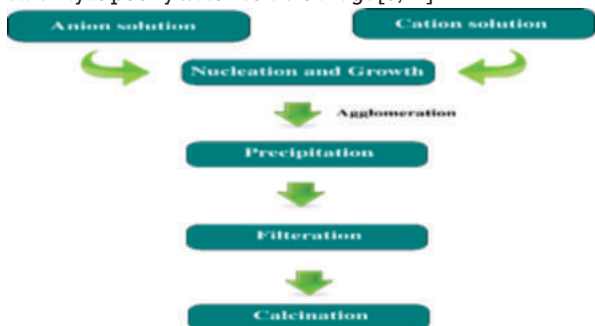 Anion solution
Cation solution
Nucleation and Growth
Agglomeration
Precipitation
Filteration
Calcination